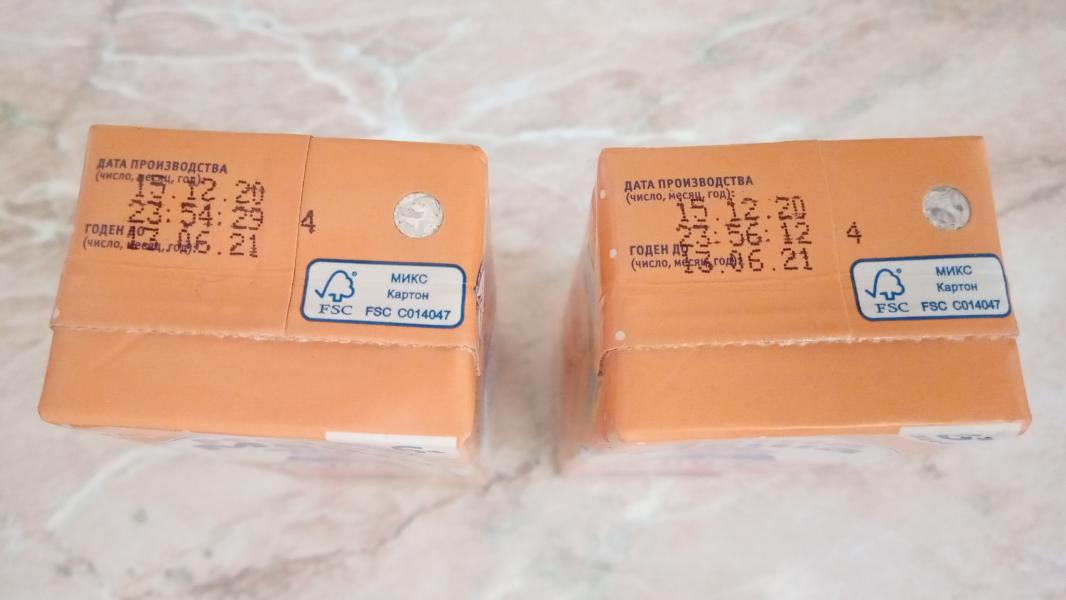 ДАТА ПРОИЗВОДСТВА
(число, месяц, год):
15.12.20
23:54:29
ГОДЕН ДО
(число, месяц, год):
.06.21
4
FSC
МИКС
Картон
FSC C014047
ДАТА ПРОИЗВОДСТВА
(число, месяц, год):
15.12.20
23:56:12
ГОДЕН ДО
(число, месяц, год):
13.06.21
4
FSC
МИКС
Картон
FSC C014047